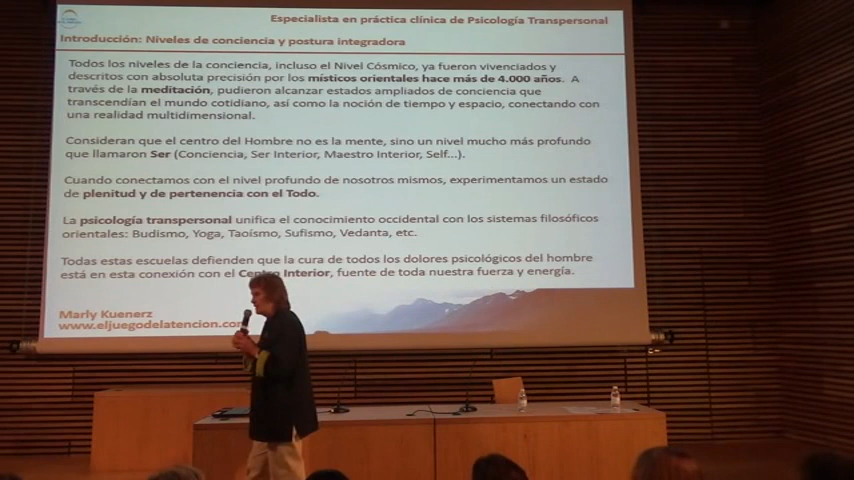 Especialista en práctica clínica de Psicología Transpersonal
Introducción: Niveles de conciencia y postura integradora
Todos los niveles de la conciencia, incluso el Nivel Cósmico, ya fueron vivenciados y
descritos con absoluta precisión por los místicos orientales hace más de 4.000 años. A
través de la meditación, pudieron alcanzar estados ampliados de conciencia que
transcendían el mundo cotidiano, así como la noción de tiempo y espacio, conectando con
una realidad multidimensional.
Consideran que el centro del Hombre no es la mente, sino un nivel mucho más profundo
que llamaron Ser (Conciencia, Ser Interior, Maestro Interior, Self...).
Cuando conectamos con el nivel profundo de nosotros mismos, experimentamos un estado
de plenitud y de pertenencia con el Todo.
La psicología transpersonal unifica el conocimiento occidental con los sistemas filosóficos
orientales: Budismo, Yoga, Taoísmo, Sufismo, Vedanta, etc.
Todas estas escuelas defienden que la cura de todos los dolores psicológicos del hombre
está en esta conexión con el Centro Interior, fuente de toda nuestra fuerza y energía.
Marly Kuenerz
www.eljuegodelatencion.co